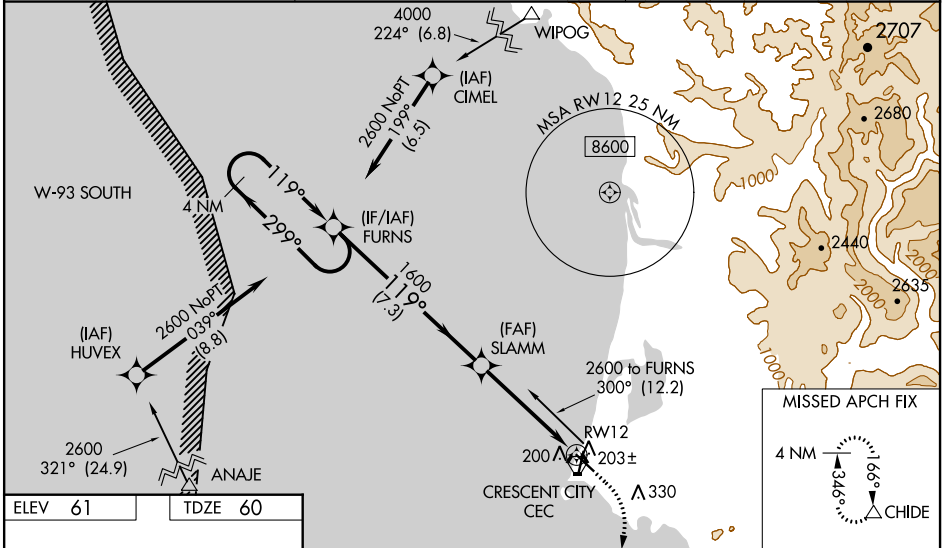 4000
224° (6.8)
WIPOG
2707
(IAF)
CIMEL
2600 NoPT
199°
(6.5)
MSA RW12 25 NM
8600
2680
1000
W-93 SOUTH
4 NM
119°
299°
(IF/IAF)
FURNS
2440
2000
2635
2000
1600
119°
(7.3)
2600 NoPT
039°
(8.8)
(IAF)
HUVEX
(FAF)
SLAMM
2600 to FURNS
300° (12.2)
1000
MISSED APCH FIX
4 NM
346°
166°
CHIDE
RW12
200
203±
330
CRESCENT CITY
CEC
2600
321° (24.9)
ANAJE
ELEV 61
TDZE 60